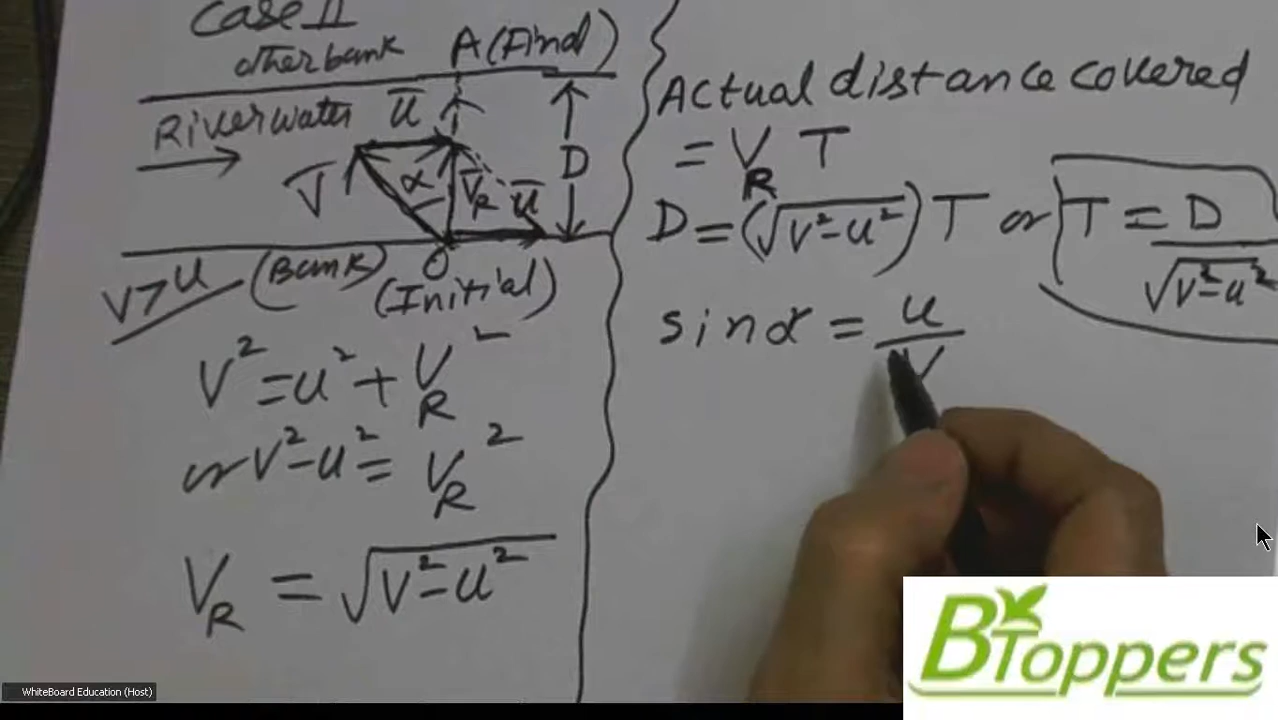 Case II
other bank A (Final)
River water u
V α VR u D
V>u (Bank) O
(Initial)
V² = u² + VR²
or V² - u² = VR²
VR = √V² - u²
Actual distance covered
= VR T
D = (√V² - u²) T or T = D / √V² - u²
sin α = u / V
BToppers
WhiteBoard Education (Host)